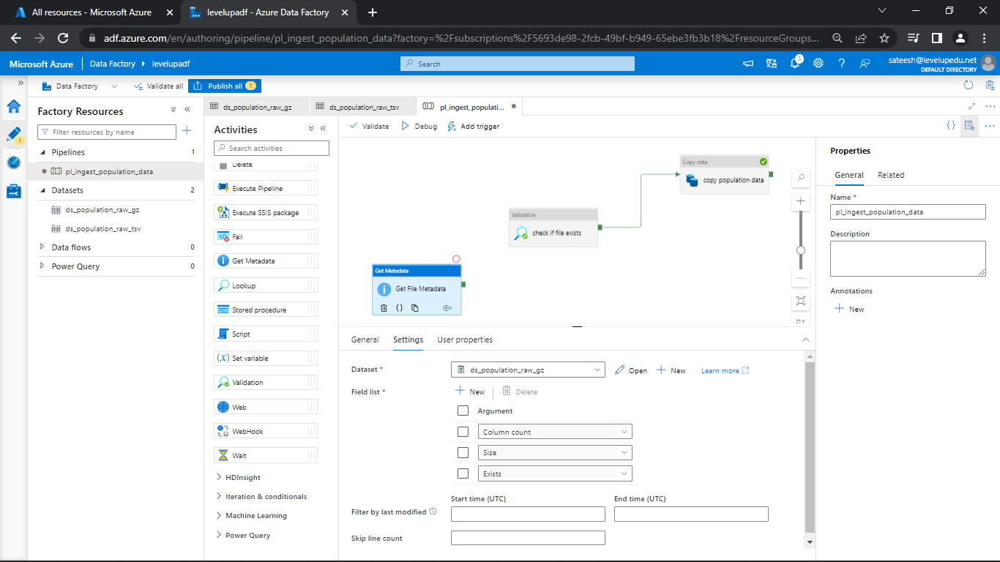 All resources - Microsoft Azure
levelupadf - Azure Data Factory
adf.azure.com/en/authoring/pipeline/pl_ingest_population_data?factory=%2Fsubscriptions%2F5693de98-2fcb-49bf-b949-65ebe3fb3b18%2FresourceGroups...
Microsoft Azure
Data Factory
levelupadf
Search
5
sateesh@levelupedu.net
DEFAULT DIRECTORY
Data Factory
Validate all
Publish all 1
1
Factory Resources
Filter resources by name
Pipelines 1
pl_ingest_population_data
Datasets 2
ds_population_raw_gz
ds_population_raw_tsv
Data flows 0
Power Query 0
ds_population_raw_gz
ds_population_raw_tsv
pl_ingest_populati...
Activities
Search activities
Delete
Execute Pipeline
Execute SSIS package
Fail
Get Metadata
Lookup
Stored procedure
Script
Set variable
Validation
Web
WebHook
Wait
HDInsight
Iteration & conditionals
Machine Learning
Power Query
Validate
Debug
Add trigger
Copy data
copy population data
Validation
check if file exists
Get Metadata
Get File Metadata
General
Settings
User properties
Dataset *
ds_population_raw_gz
Open
New
Learn more
Field list *
New
Delete
Argument
Column count
Size
Exists
Start time (UTC)
End time (UTC)
Filter by last modified
Skip line count
Properties
General
Related
Name *
pl_ingest_population_data
Description
Annotations
New